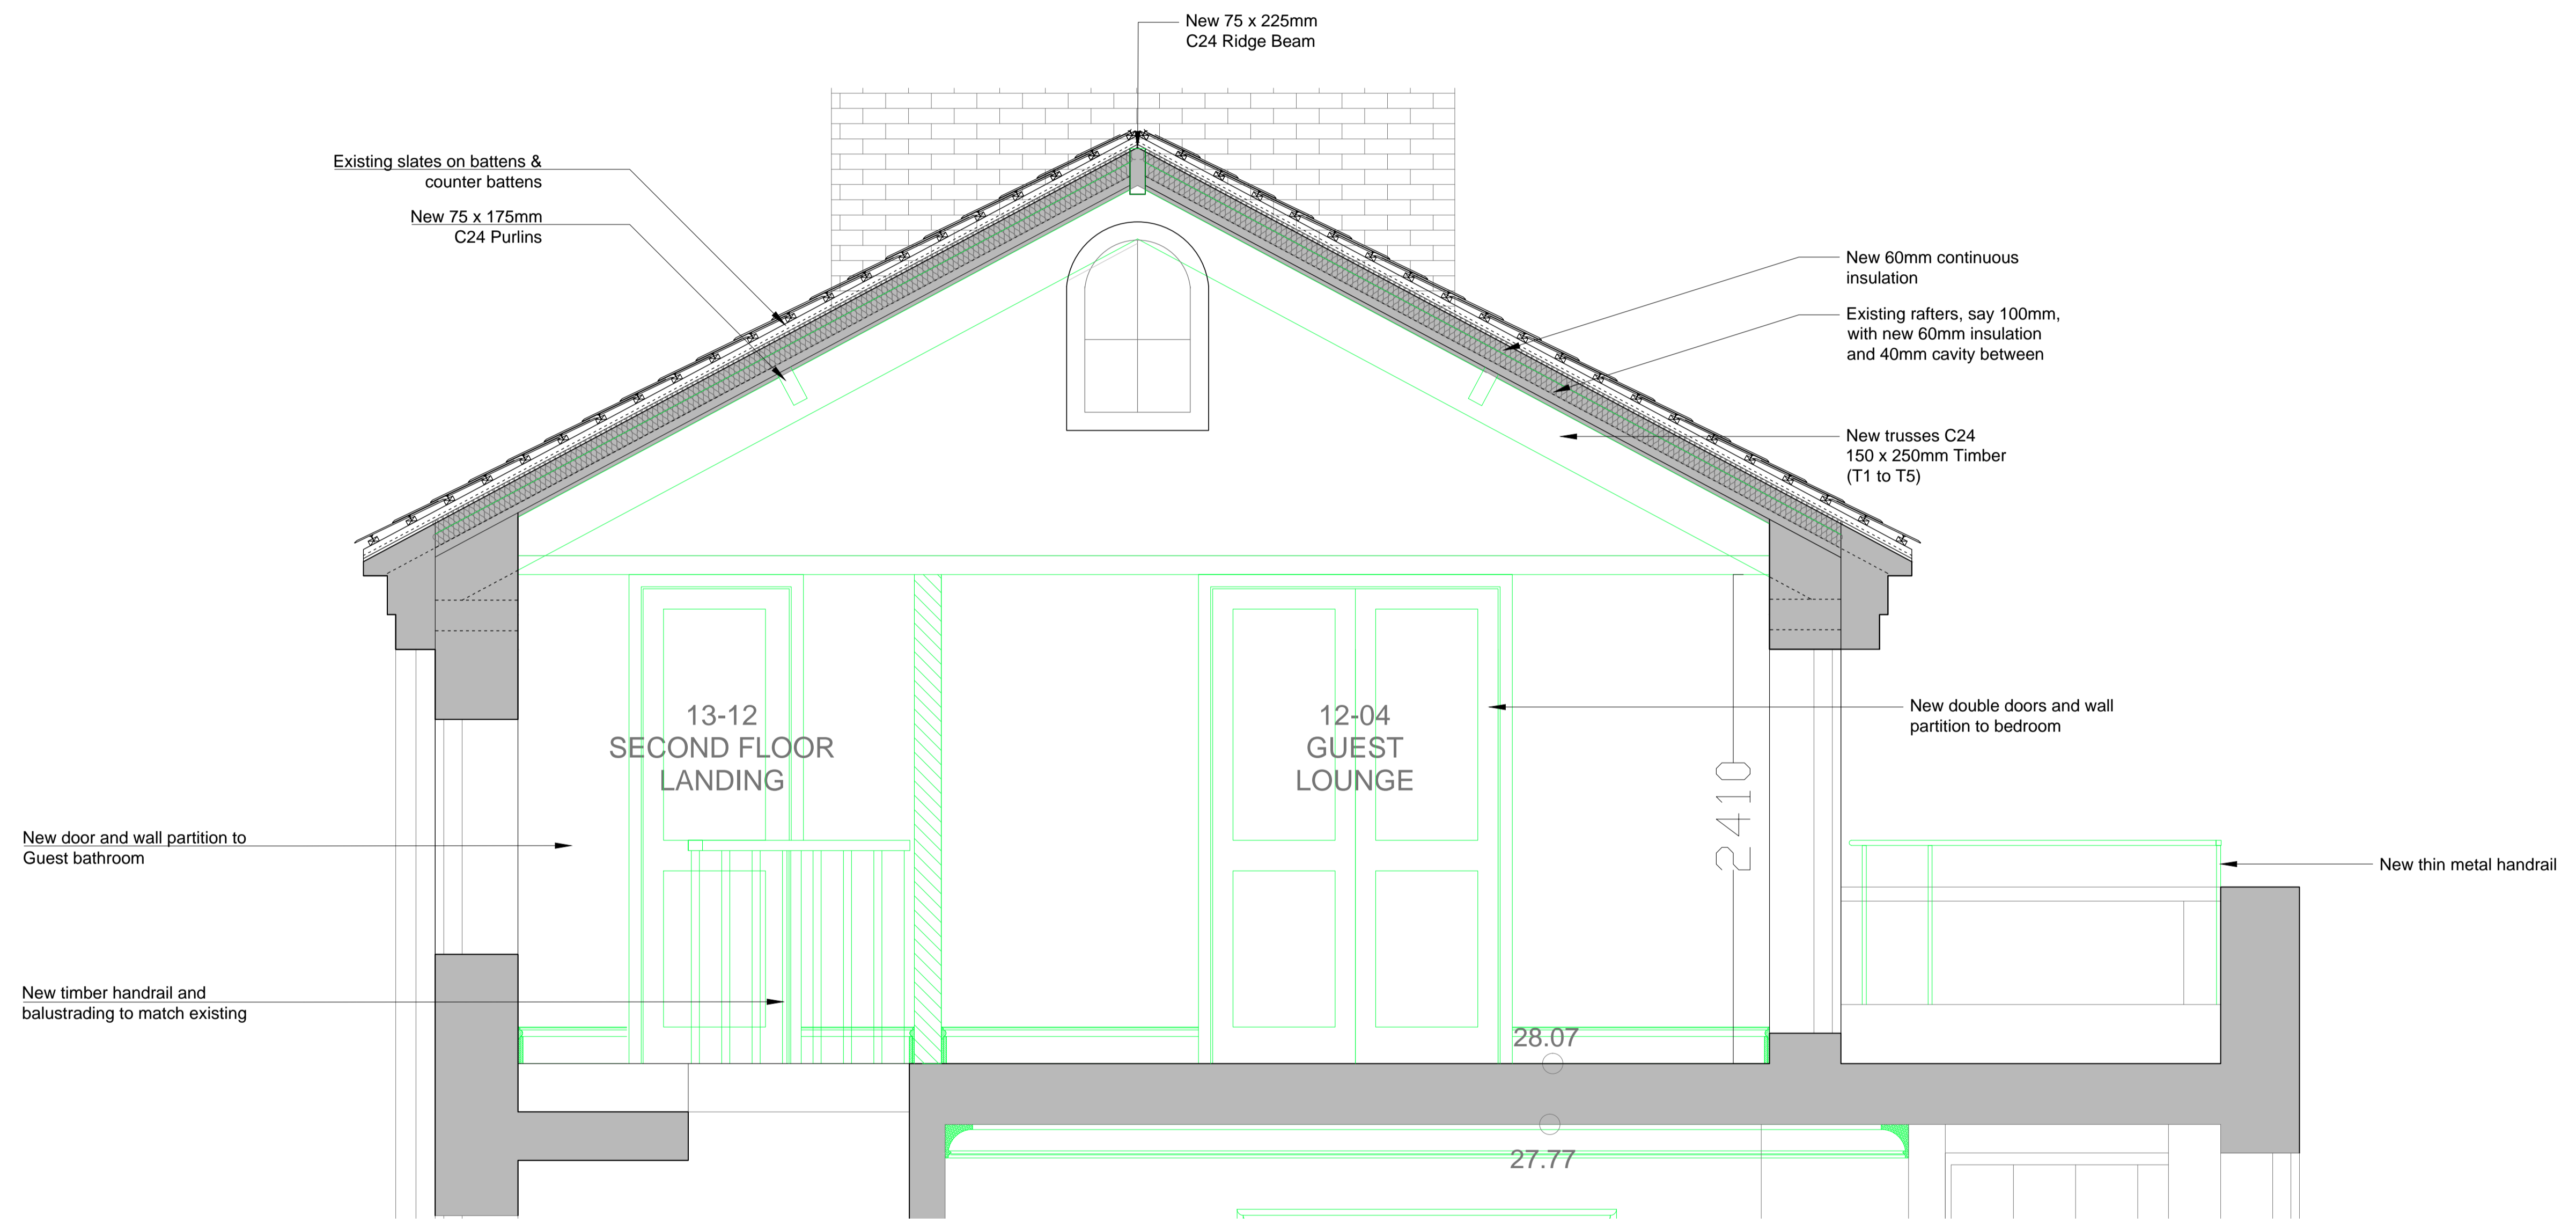 New 75 x 225mm
C24 Ridge Beam
Existing slates on battens &
counter battens
New 75 x 175mm
C24 Purlins
New 60mm continuous
insulation
Existing rafters, say 100mm,
with new 60mm insulation
and 40mm cavity between
New trusses C24
150 x 250mm Timber
(T1 to T5)
13-12
SECOND FLOOR
LANDING
12-04
GUEST
LOUNGE
2410
New double doors and wall
partition to bedroom
New door and wall partition to
Guest bathroom
New thin metal handrail
New timber handrail and
balustrading to match existing
28.07
27.77